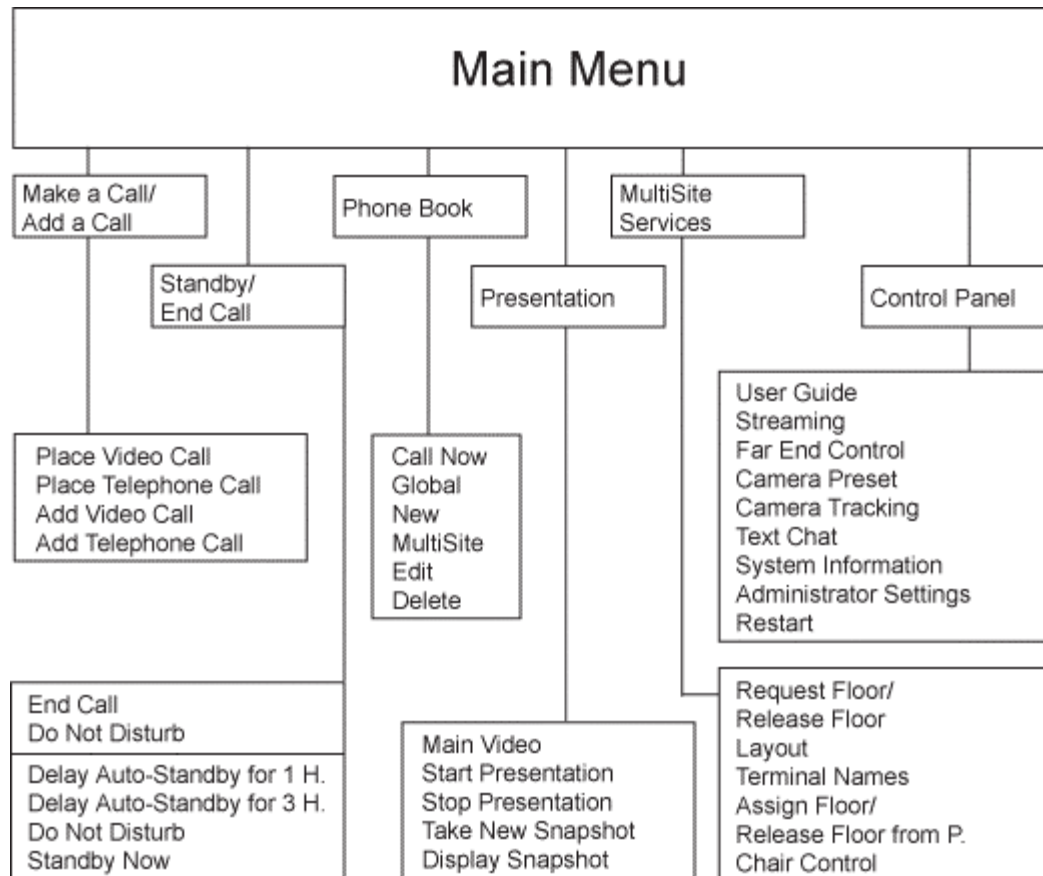 Main Menu
Make a Call/
Add a Call
Phone Book
MultiSite
Services
Standby/
End Call
Presentation
Control Panel
Place Video Call
Place Telephone Call
Add Video Call
Add Telephone Call
Call Now
Global
New
MultiSite
Edit
Delete
User Guide
Streaming
Far End Control
Camera Preset
Camera Tracking
Text Chat
System Information
Administrator Settings
Restart
End Call
Do Not Disturb
Delay Auto-Standby for 1 H.
Delay Auto-Standby for 3 H.
Do Not Disturb
Standby Now
Main Video
Start Presentation
Stop Presentation
Take New Snapshot
Display Snapshot
Request Floor/
Release Floor
Layout
Terminal Names
Assign Floor/
Release Floor from P.
Chair Control